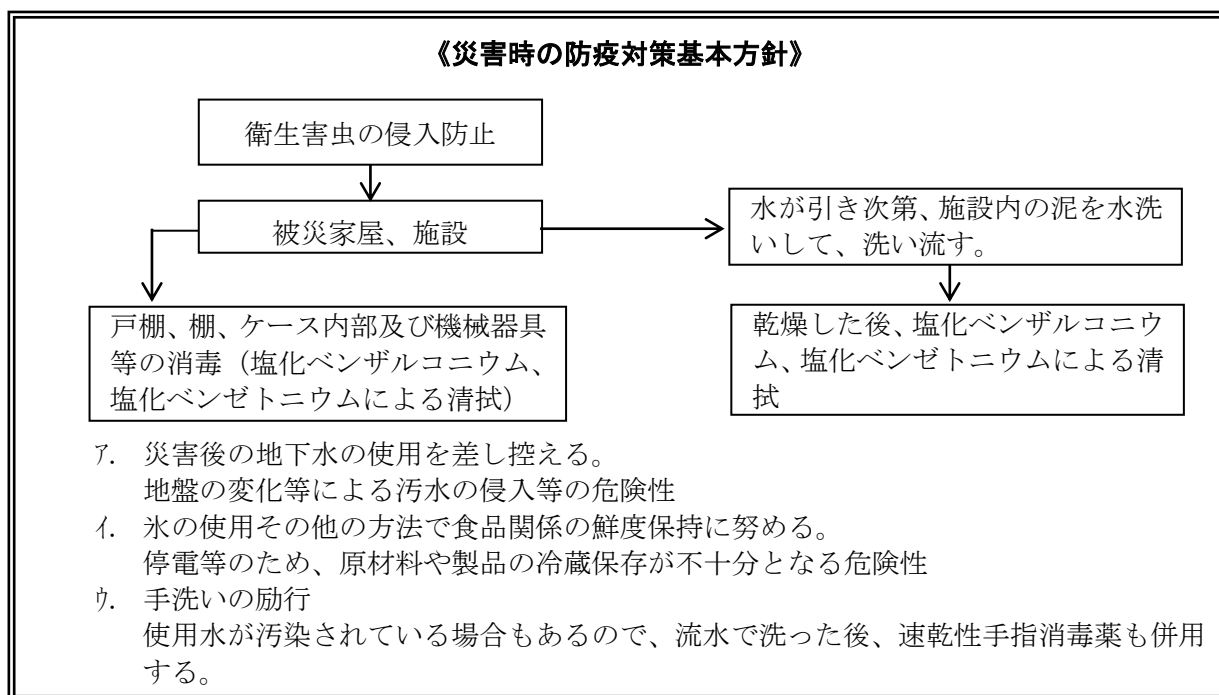 《災害時の防疫対策基本方針》
衛生害虫の侵入防止
被災家屋、施設
水が引き次第、施設内の泥を水洗
いして、洗い流す。
戸棚、棚、ケース内部及び機械器具
等の消毒（塩化ベンザルコニウム、
塩化ベンゼトニウムによる清拭）
乾燥した後、塩化ベンザルコニウ
ム、塩化ベンゼトニウムによる清
拭
ｱ. 災害後の地下水の使用を差し控える。
地盤の変化等による汚水の侵入等の危険性
ｲ. 氷の使用その他の方法で食品関係の鮮度保持に努める。
停電等のため、原材料や製品の冷蔵保存が不十分となる危険性
ｳ. 手洗いの励行
使用水が汚染されている場合もあるので、流水で洗った後、速乾性手指消毒薬も併用
する。